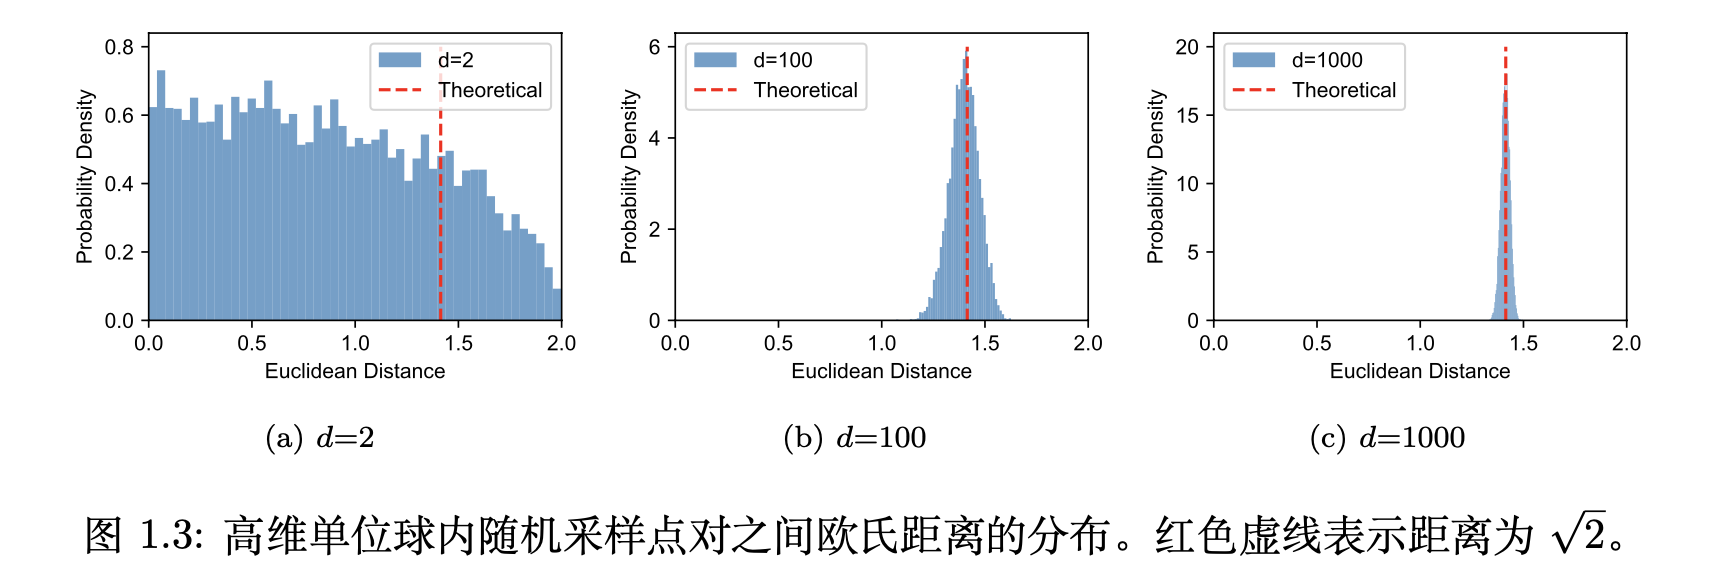 0.8
0.6
0.4
0.2
0.0
Probability Density
d=2
Theoretical
0.0 0.5 1.0 1.5 2.0
Euclidean Distance
(a) d=2
6
4
2
0
Probability Density
d=100
Theoretical
0.0 0.5 1.0 1.5 2.0
Euclidean Distance
(b) d=100
20
15
10
5
0
Probability Density
d=1000
Theoretical
0.0 0.5 1.0 1.5 2.0
Euclidean Distance
(c) d=1000
图 1.3: 高维单位球内随机采样点对之间欧氏距离的分布。红色虚线表示距离为 √2。